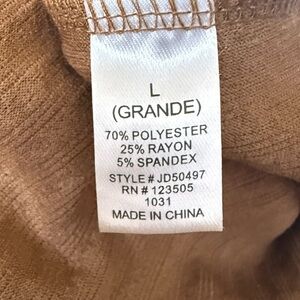 L
(GRANDE)
70% POLYESTER
25% RAYON
5% SPANDEX
STYLE# JD50497
RN # 123505
1031
MADE IN CHINA